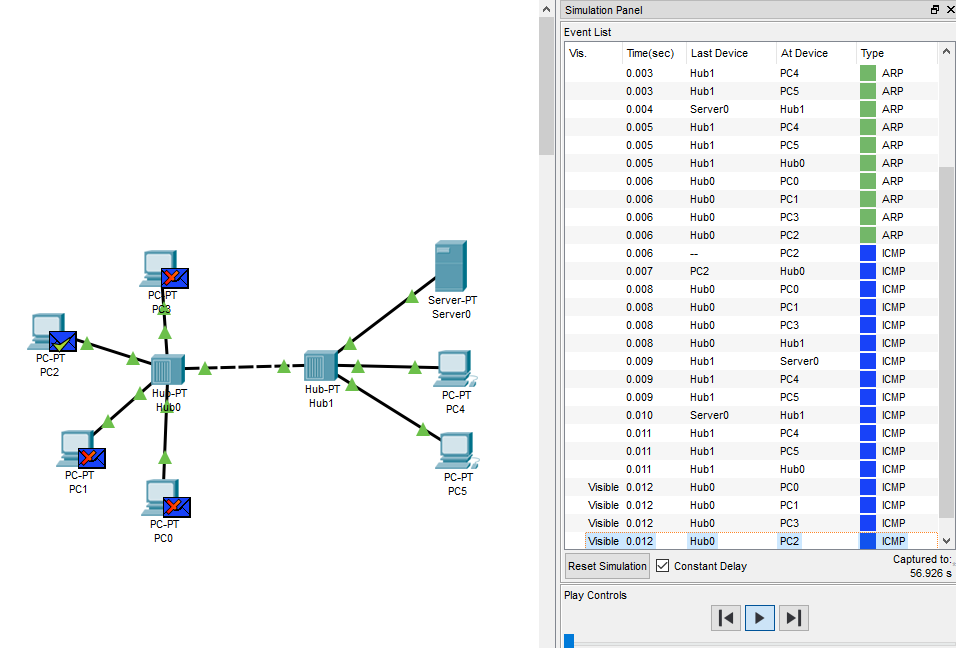 Simulation Panel
Event List
Vis. Time(sec) Last Device At Device Type
0.003 Hub1 PC4 ARP
0.003 Hub1 PC5 ARP
0.004 Server0 Hub1 ARP
0.005 Hub1 PC4 ARP
0.005 Hub1 PC5 ARP
0.005 Hub1 Hub0 ARP
0.006 Hub0 PC0 ARP
0.006 Hub0 PC1 ARP
0.006 Hub0 PC3 ARP
0.006 Hub0 PC2 ARP
0.006 -- PC2 ICMP
0.007 PC2 Hub0 ICMP
0.008 Hub0 PC0 ICMP
0.008 Hub0 PC1 ICMP
0.008 Hub0 PC3 ICMP
0.008 Hub0 Hub1 ICMP
0.009 Hub1 Server0 ICMP
0.009 Hub1 PC4 ICMP
0.009 Hub1 PC5 ICMP
0.010 Server0 Hub1 ICMP
0.011 Hub1 PC4 ICMP
0.011 Hub1 PC5 ICMP
0.011 Hub1 Hub0 ICMP
Visible 0.012 Hub0 PC0 ICMP
Visible 0.012 Hub0 PC1 ICMP
Visible 0.012 Hub0 PC3 ICMP
Visible 0.012 Hub0 PC2 ICMP
Reset Simulation Constant Delay
Captured to:
56.926 s
Play Controls
PC-PT
PC3
Server-PT
Server0
PC-PT
PC2
Hub-PT
Hub0
Hub-PT
Hub1
PC-PT
PC4
PC-PT
PC1
PC-PT
PC5
PC-PT
PC0